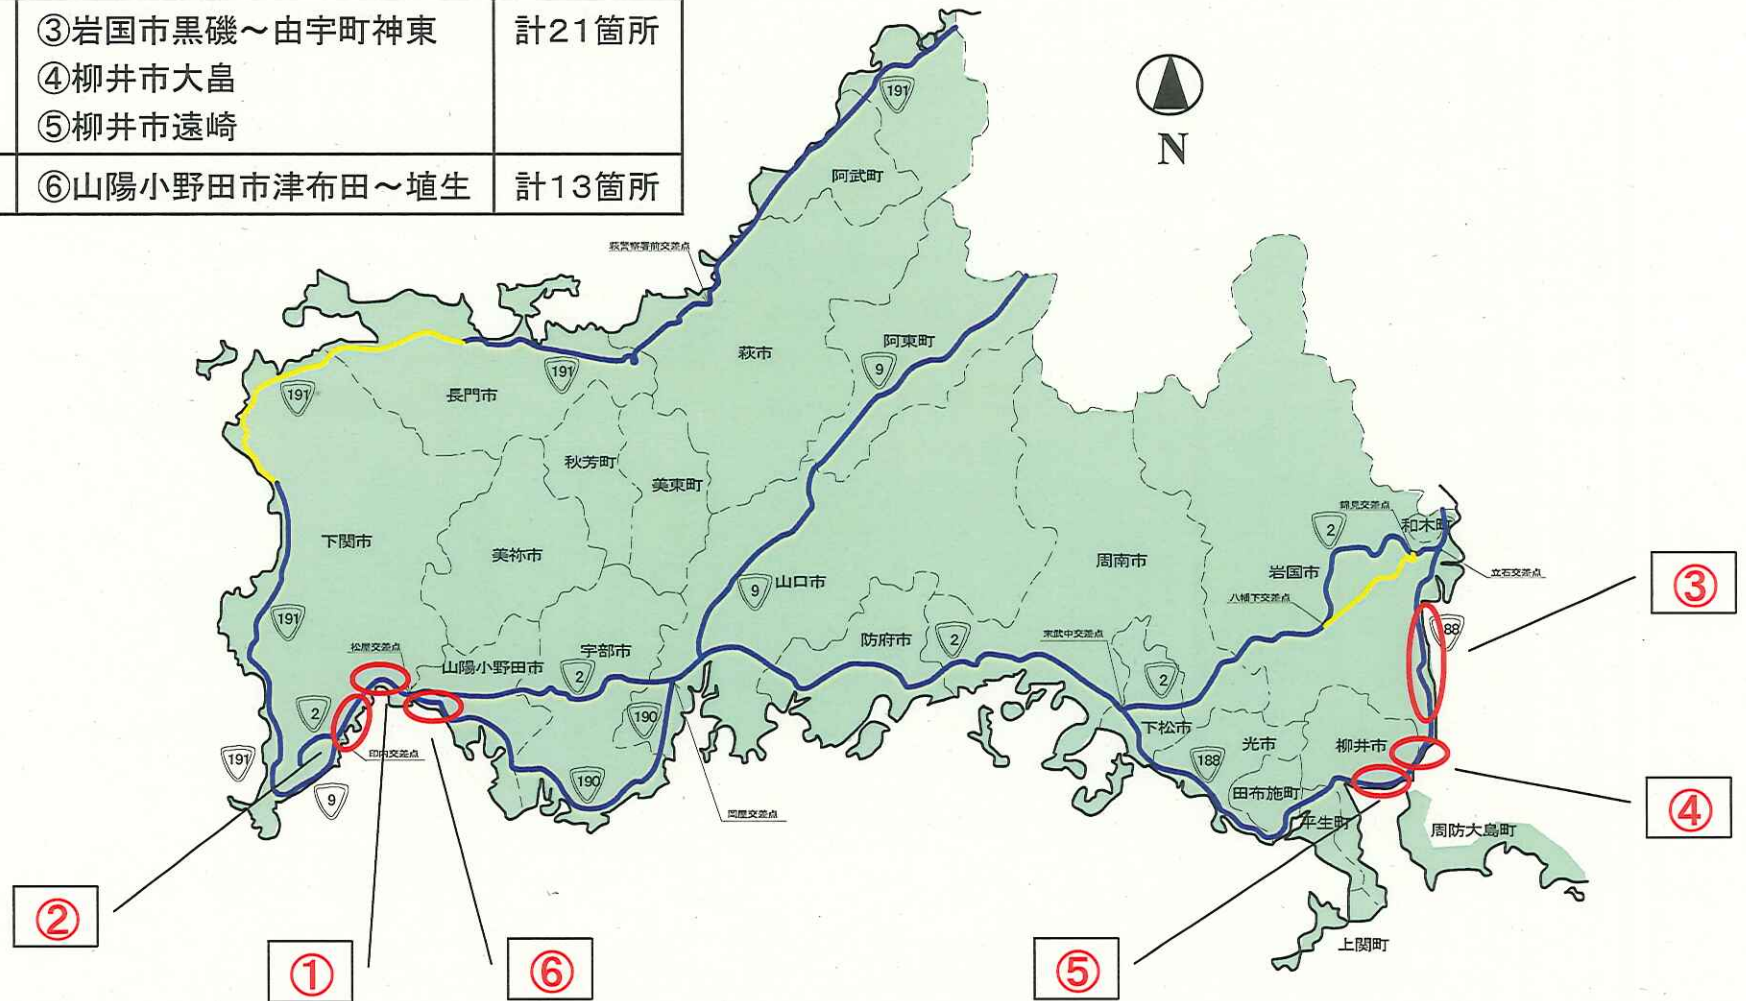 ③岩国市黒磯～由宇町神東
計21箇所
④柳井市大畠
⑤柳井市遠崎
⑥山陽小野田市津布田～埴生
計13箇所
N
191
阿武町
萩警察署前交差点
萩市
阿東町
9
191
191
長門市
秋芳町
美東町
下関市
美祢市
山口市
9
周南市
2
錦見交差点
和木町
岩国市
立石交差点
八幡下交差点
③
191
松屋交差点
山陽小野田市
宇部市
2
防府市
2
末武中交差点
2
88
2
印内交差点
190
下松市
光市
柳井市
191
9
190
188
田布施町
平生町
④
岡屋交差点
周防大島町
②
①
⑥
⑤
上関町